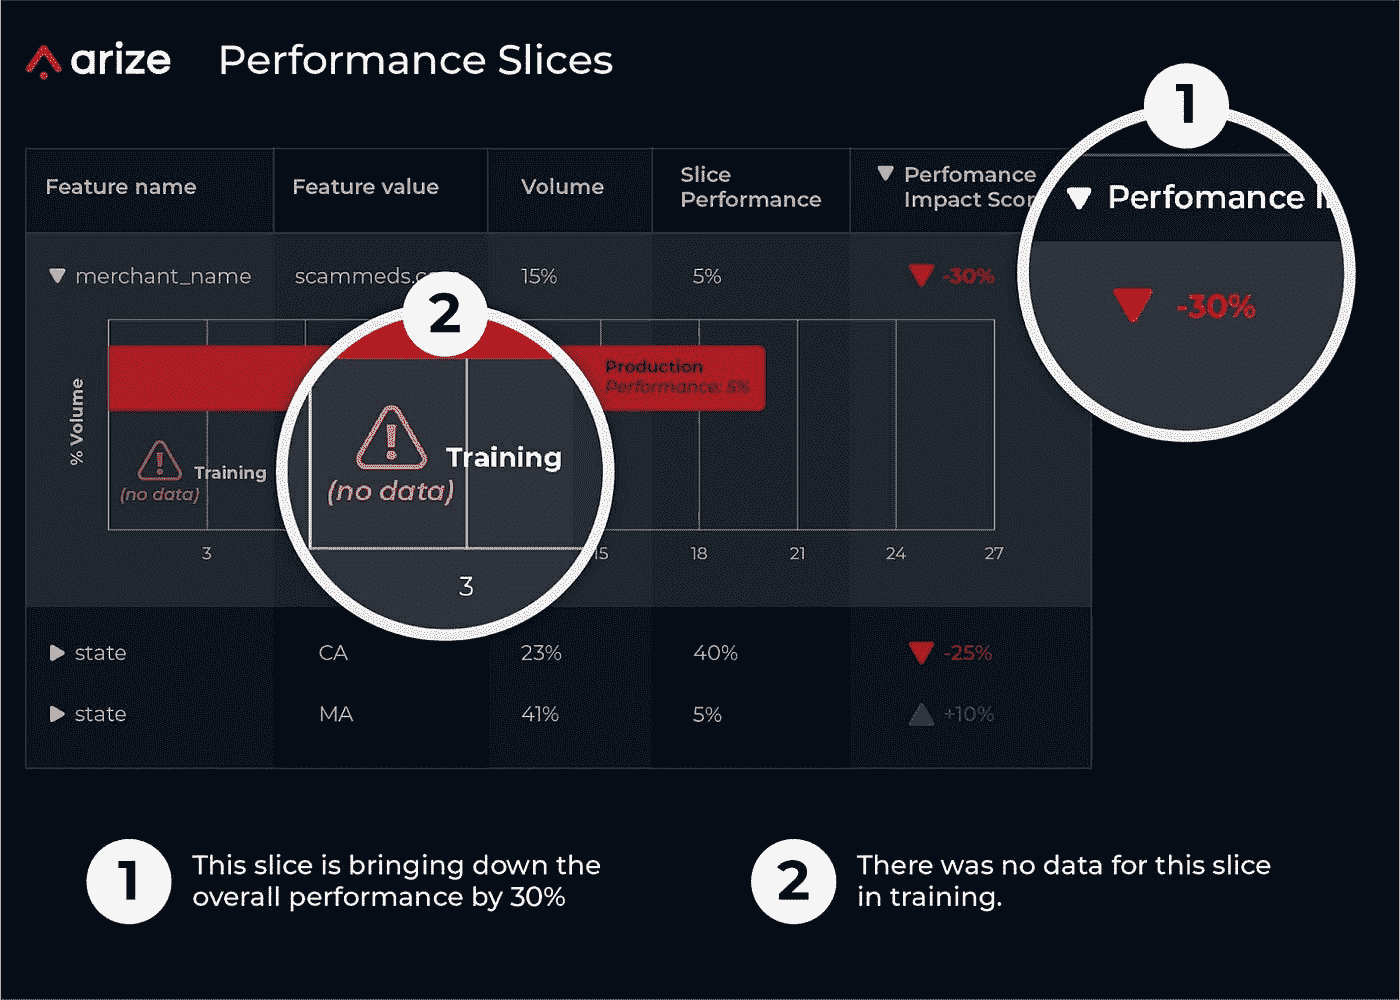 arize Performance Slices
1
Feature name Feature value Volume Slice Performance Perfomance Impact Scor
Perfomance
merchant_name scammeds. 15% 5% -30%
-30%
2
Production
Performance: 5%
% Volume
Training
(no data)
Training
(no data)
3 15 18 21 24 27
3
state CA 23% 40% -25%
state MA 41% 5% +10%
1 This slice is bringing down the
overall performance by 30%
2 There was no data for this slice
in training.